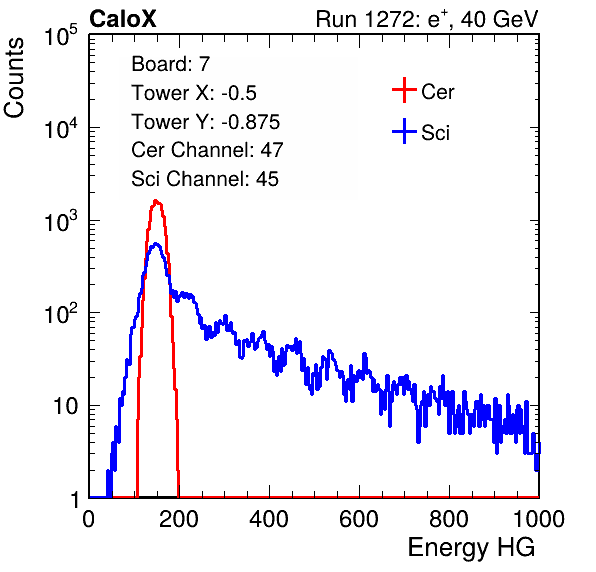 CaloX Run 1272: e⁺, 40 GeV
Counts
Board: 7
Tower X: -0.5
Tower Y: -0.875
Cer Channel: 47
Sci Channel: 45
Cer
Sci
10⁵
10⁴
10³
10²
10
1
0 200 400 600 800 1000
Energy HG